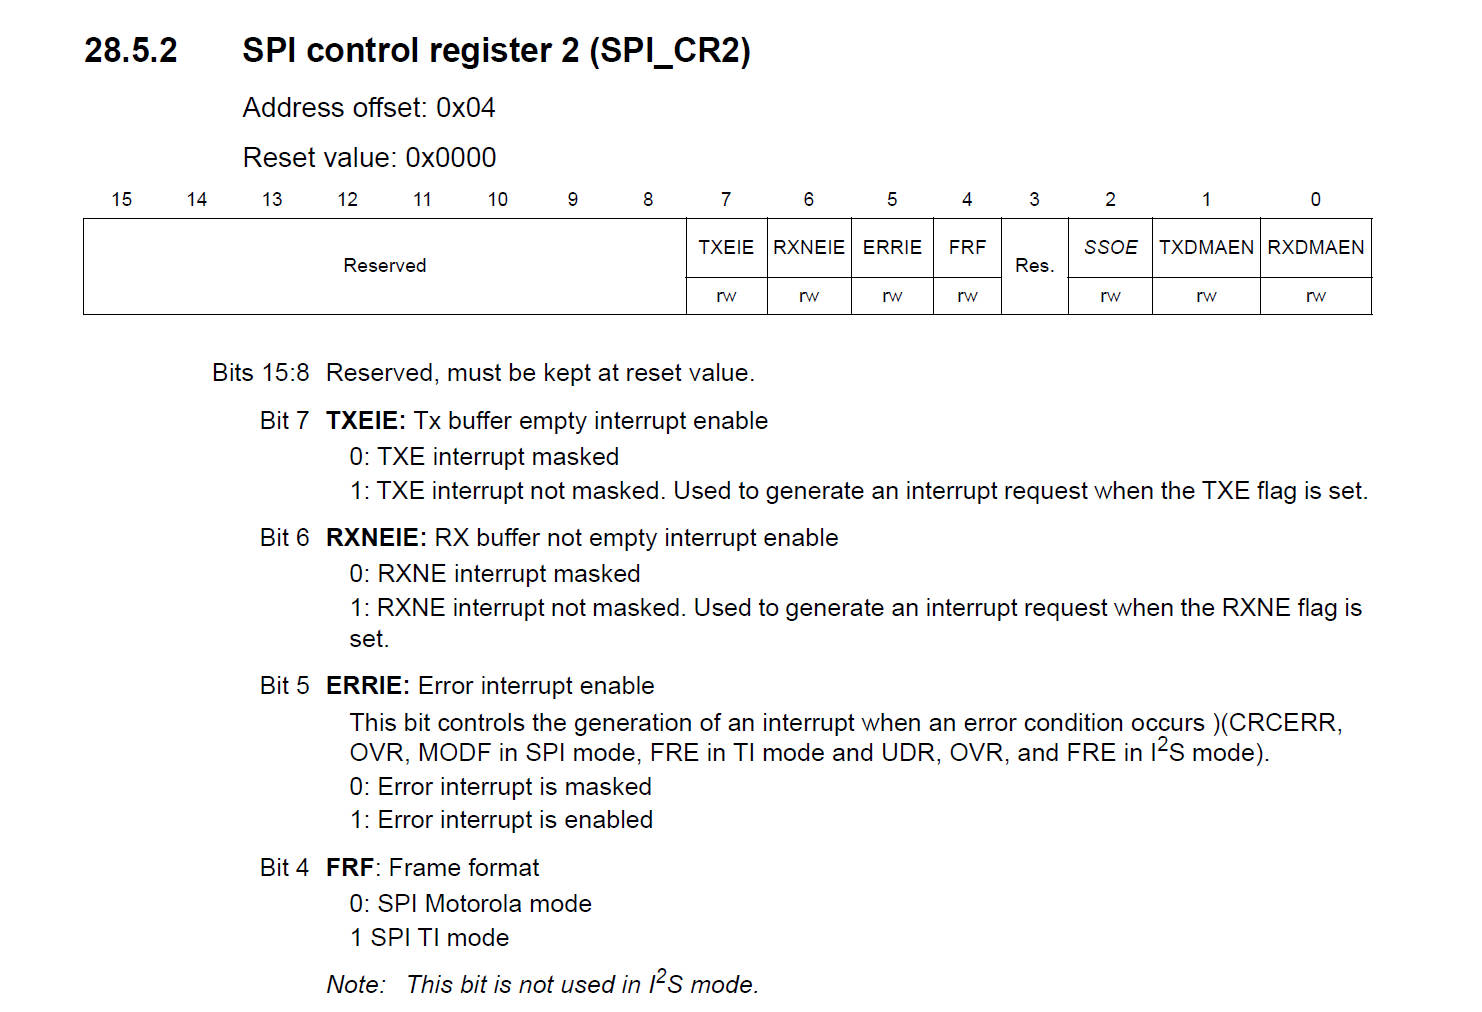 28.5.2 SPI control register 2 (SPI_CR2)
Address offset: 0x04
Reset value: 0x0000
15 14 13 12 11 10 9 8 7 6 5 4 3 2 1 0
Reserved TXEIE RXNEIE ERRIE FRF Res. SSOE TXDMAEN RXDMAEN
rw rw rw rw rw rw rw
Bits 15:8 Reserved, must be kept at reset value.
Bit 7 TXEIE: Tx buffer empty interrupt enable
0: TXE interrupt masked
1: TXE interrupt not masked. Used to generate an interrupt request when the TXE flag is set.
Bit 6 RXNEIE: RX buffer not empty interrupt enable
0: RXNE interrupt masked
1: RXNE interrupt not masked. Used to generate an interrupt request when the RXNE flag is
set.
Bit 5 ERRIE: Error interrupt enable
This bit controls the generation of an interrupt when an error condition occurs )(CRCERR,
OVR, MODF in SPI mode, FRE in TI mode and UDR, OVR, and FRE in I²S mode).
0: Error interrupt is masked
1: Error interrupt is enabled
Bit 4 FRF: Frame format
0: SPI Motorola mode
1 SPI TI mode
Note: This bit is not used in I²S mode.